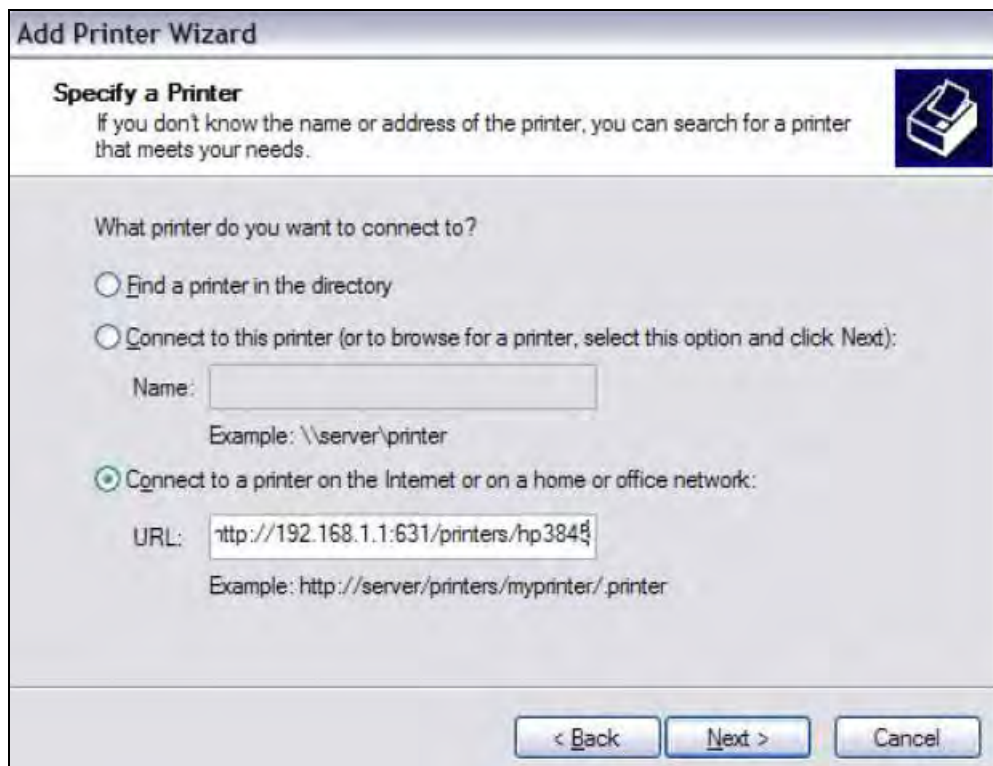 Add Printer Wizard
Specify a Printer
If you don't know the name or address of the printer, you can search for a printer
that meets your needs.
What printer do you want to connect to?
Find a printer in the directory
Connect to this printer (or to browse for a printer, select this option and click Next):
Name:
Example: \\server\printer
Connect to a printer on the Internet or on a home or office network:
URL: http://192.168.1.1:631/printers/hp3845
Example: http://server/printers/myprinter/.printer
< Back Next > Cancel